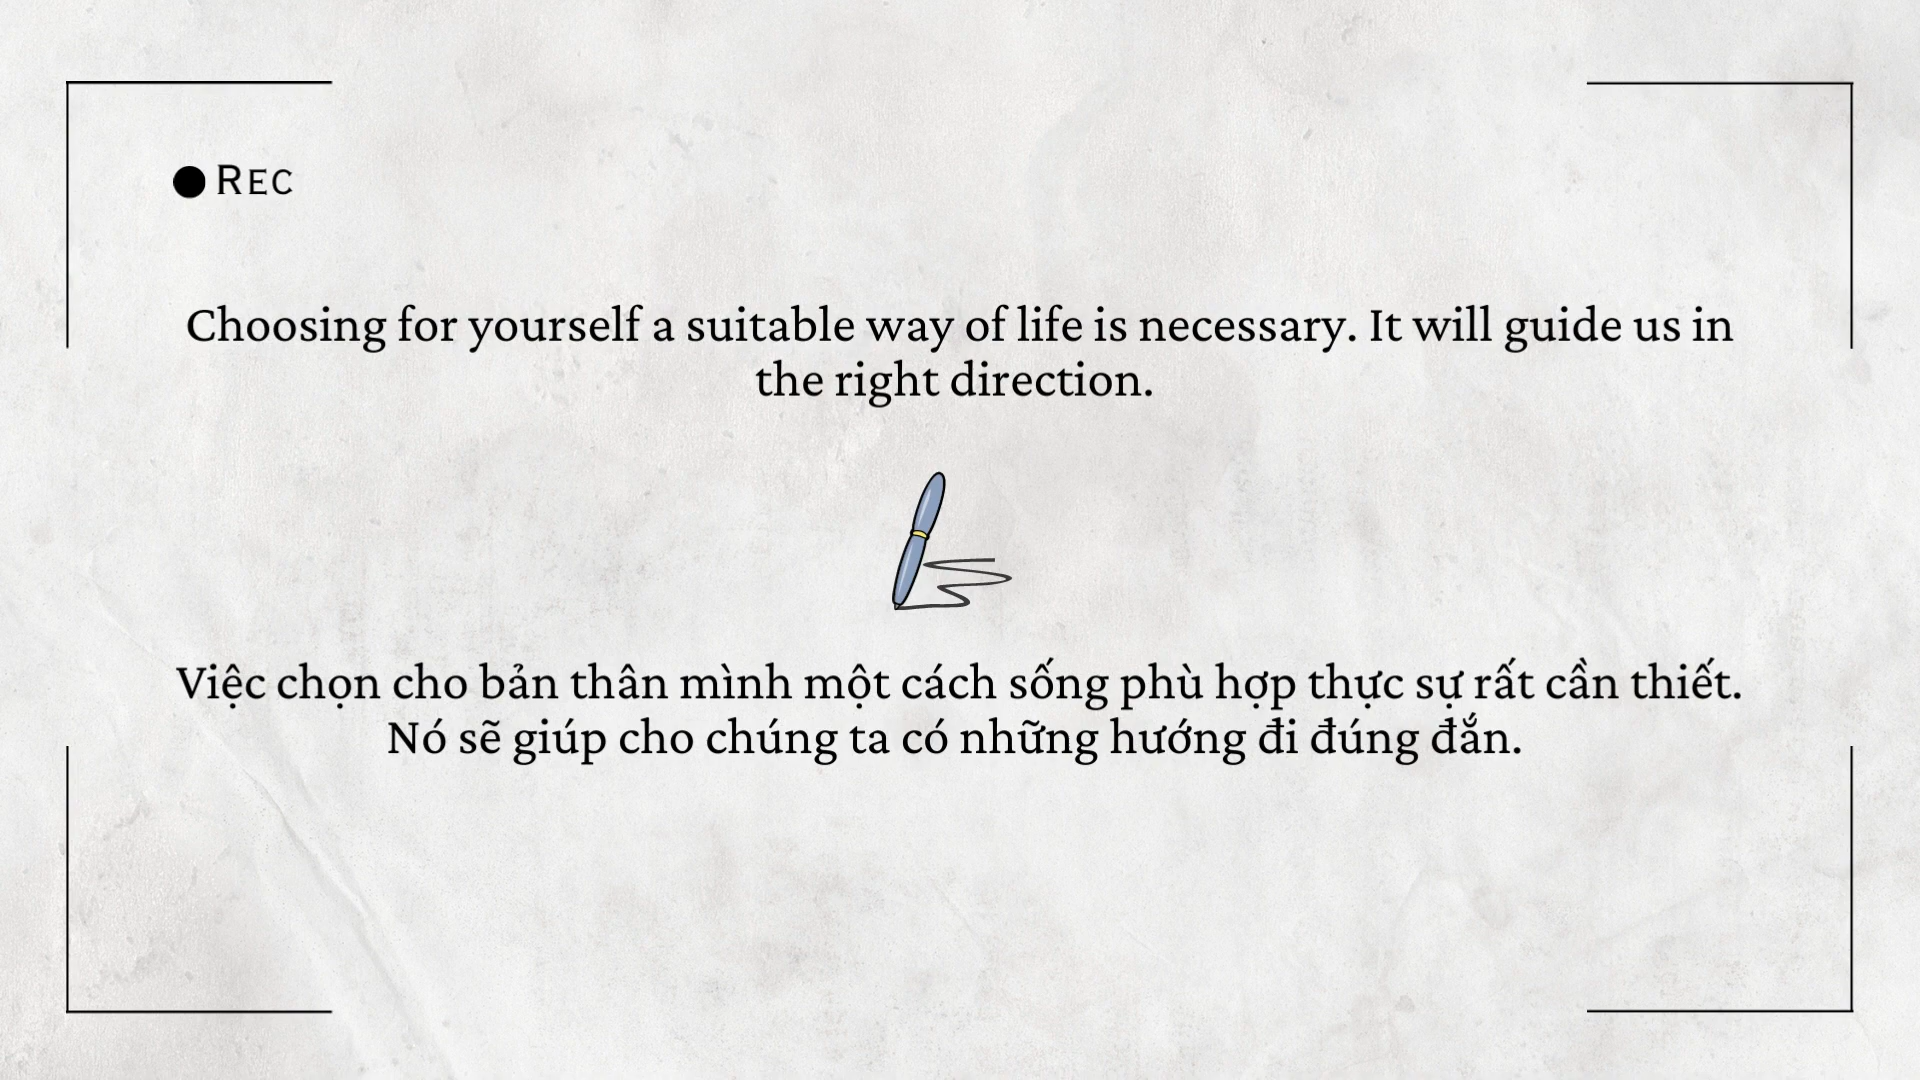 Rec
Choosing for yourself a suitable way of life is necessary. It will guide us in
the right direction.
Việc chọn cho bản thân mình một cách sống phù hợp thực sự rất cần thiết.
Nó sẽ giúp cho chúng ta có những hướng đi đúng đắn.